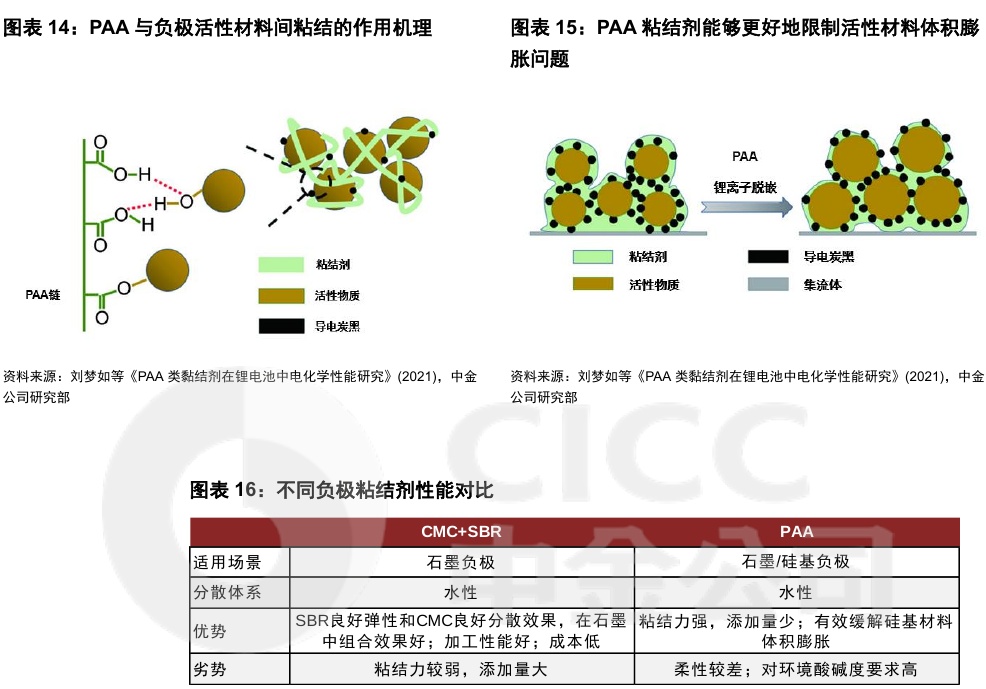 图表 14：PAA 与负极活性材料间粘结的作用机理
O
O
H
H
O
O
H
O
O
O
PAA链
粘结剂
活性物质
导电炭黑
资料来源：刘梦如等《PAA 类黏结剂在锂电池中电化学性能研究》(2021)，中金
公司研究部
图表 15：PAA 粘结剂能够更好地限制活性材料体积膨
胀问题
PAA
锂离子脱嵌
粘结剂
导电炭黑
活性物质
集流体
资料来源：刘梦如等《PAA 类黏结剂在锂电池中电化学性能研究》(2021)，中金
公司研究部
CICC
中金公司
图表 16：不同负极粘结剂性能对比
CMC+SBR PAA
适用场景 石墨负极 石墨/硅基负极
分散体系 水性 水性
优势 SBR良好弹性和CMC良好分散效果，在石墨 粘结力强，添加量少；有效缓解硅基材料
中组合效果好；加工性能好；成本低 体积膨胀
劣势 粘结力较弱，添加量大 柔性较差；对环境酸碱度要求高